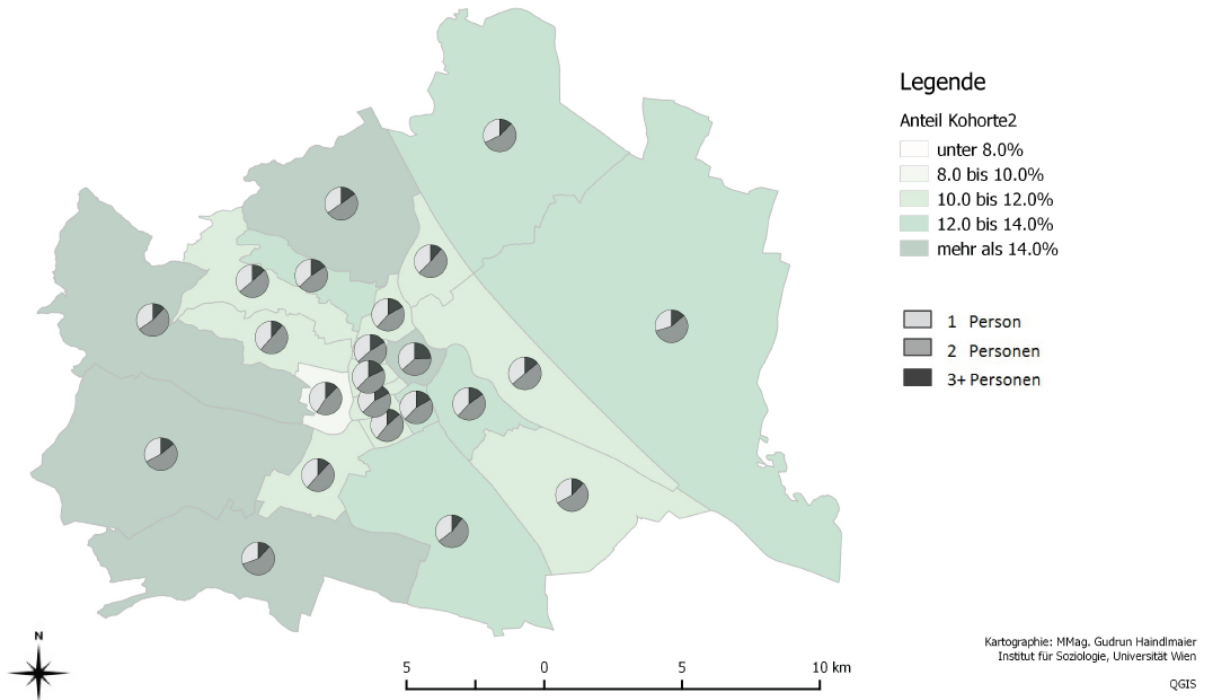 Legende
Anteil Kohorte2
unter 8.0%
8.0 bis 10.0%
10.0 bis 12.0%
12.0 bis 14.0%
mehr als 14.0%
1 Person
2 Personen
3+ Personen
N
5 0 5 10 km
Kartographie: MMag. Gudrun Haindlmaier
Institut für Soziologie, Universität Wien
QGIS